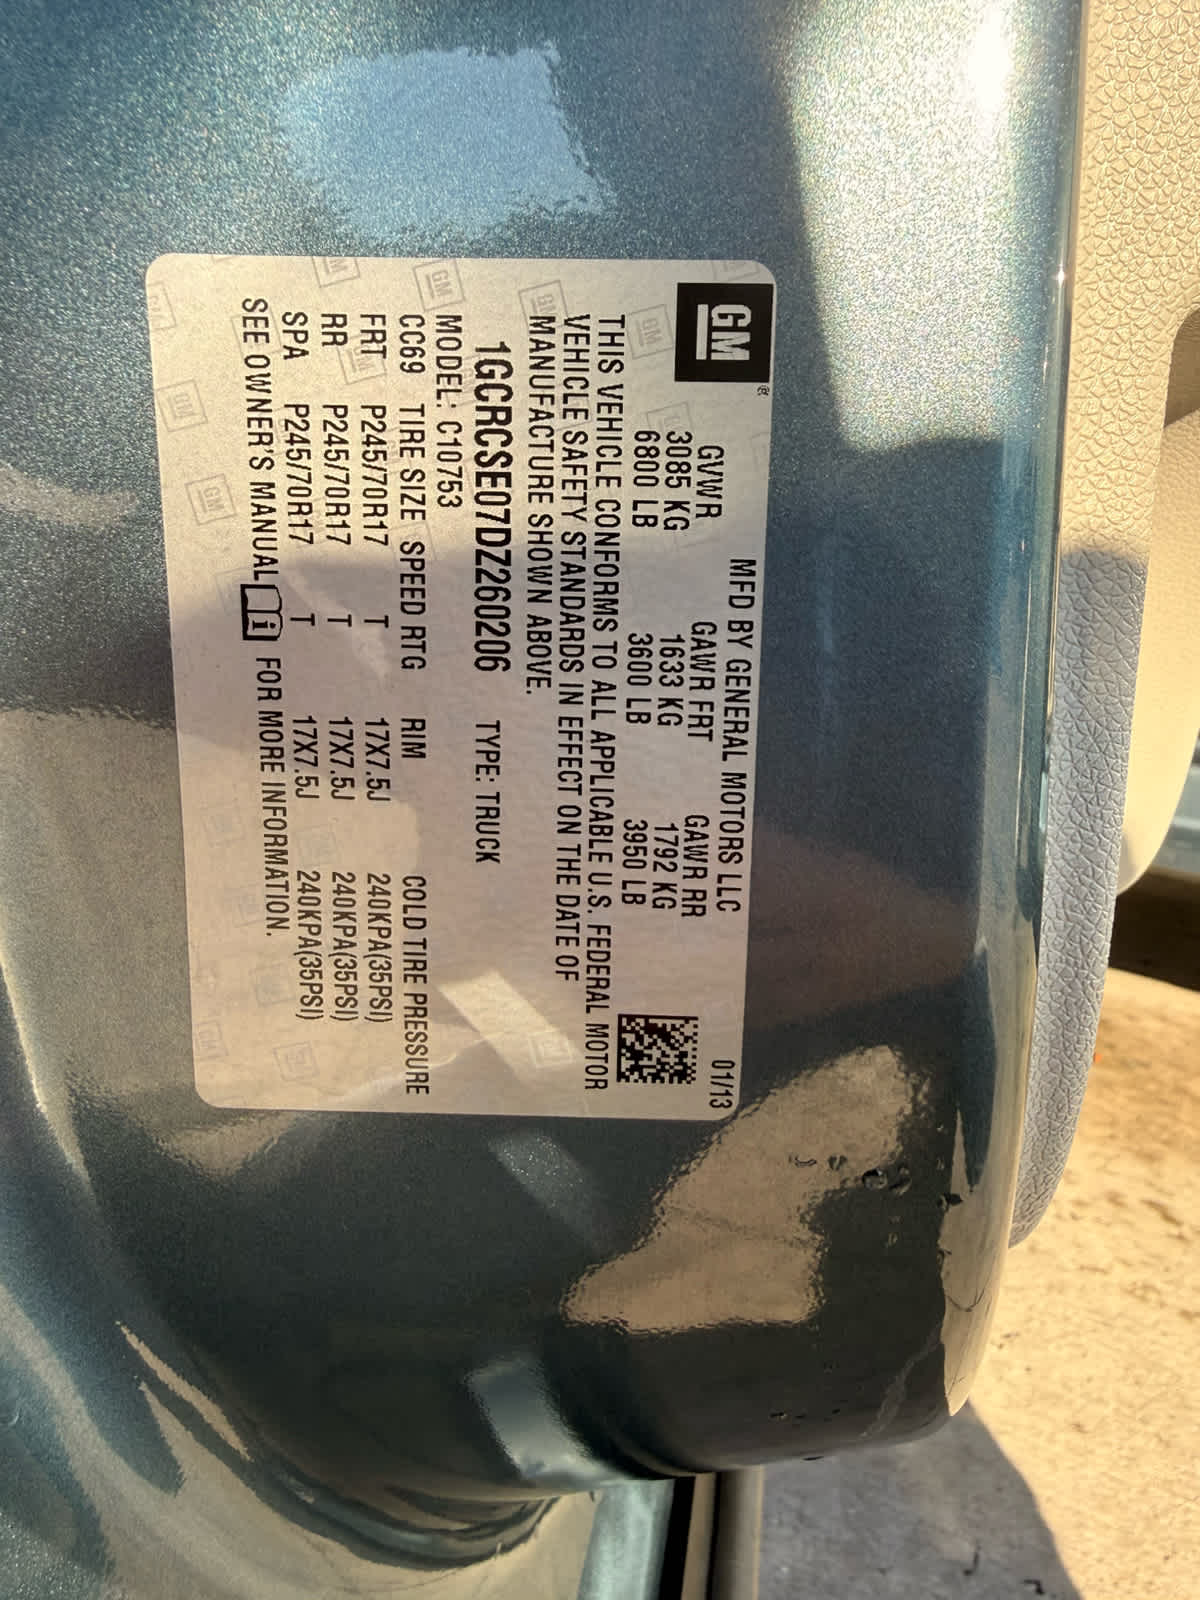 GM
®
MFD BY GENERAL MOTORS LLC 01/13
GVWR GAWR FRT GAWR RR
3085 KG 1633 KG 1792 KG
6800 LB 3600 LB 3950 LB
THIS VEHICLE CONFORMS TO ALL APPLICABLE U.S. FEDERAL MOTOR
VEHICLE SAFETY STANDARDS IN EFFECT ON THE DATE OF
MANUFACTURE SHOWN ABOVE.
1GCRCSE07DZ260206 TYPE: TRUCK
MODEL: C10753
CC69 TIRE SIZE SPEED RTG RIM COLD TIRE PRESSURE
FRT P245/70R17 T 17X7.5J 240KPA(35PSI)
RR P245/70R17 T 17X7.5J 240KPA(35PSI)
SPA P245/70R17 T 17X7.5J 240KPA(35PSI)
SEE OWNER'S MANUAL i FOR MORE INFORMATION.